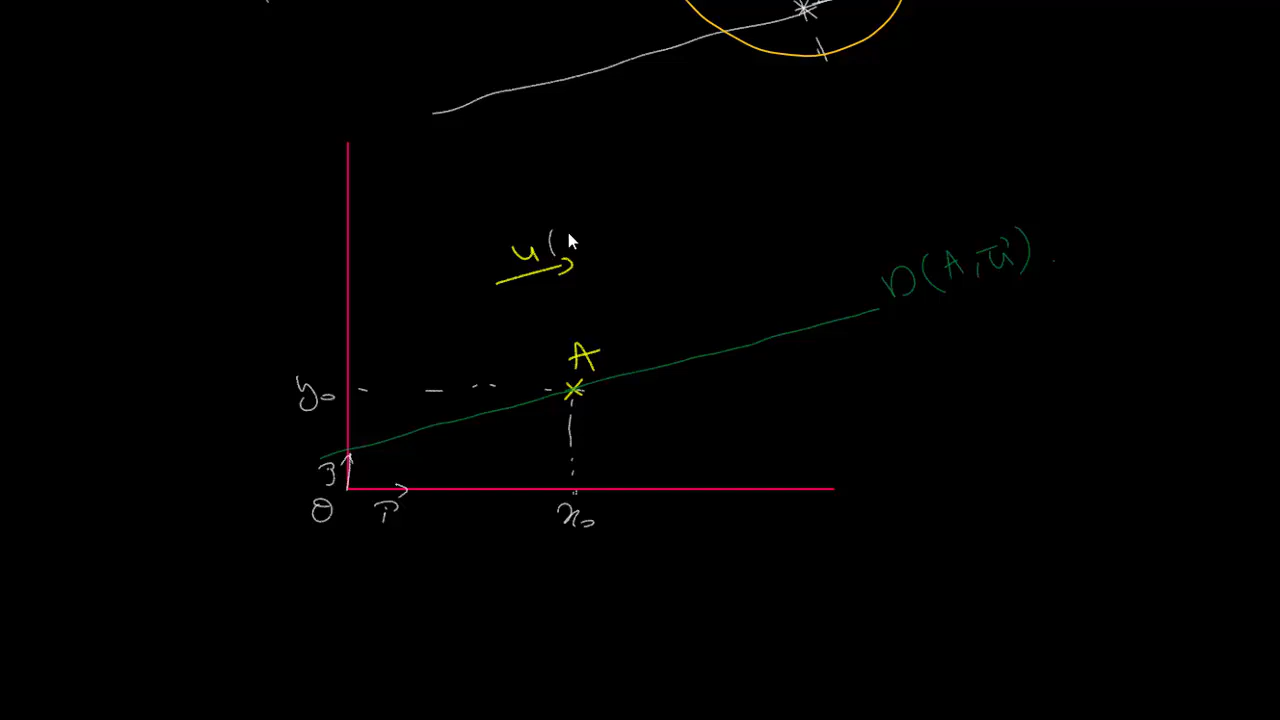 u (
D(A, u⃗)
A
y₀
j⃗
O
i⃗
x₀